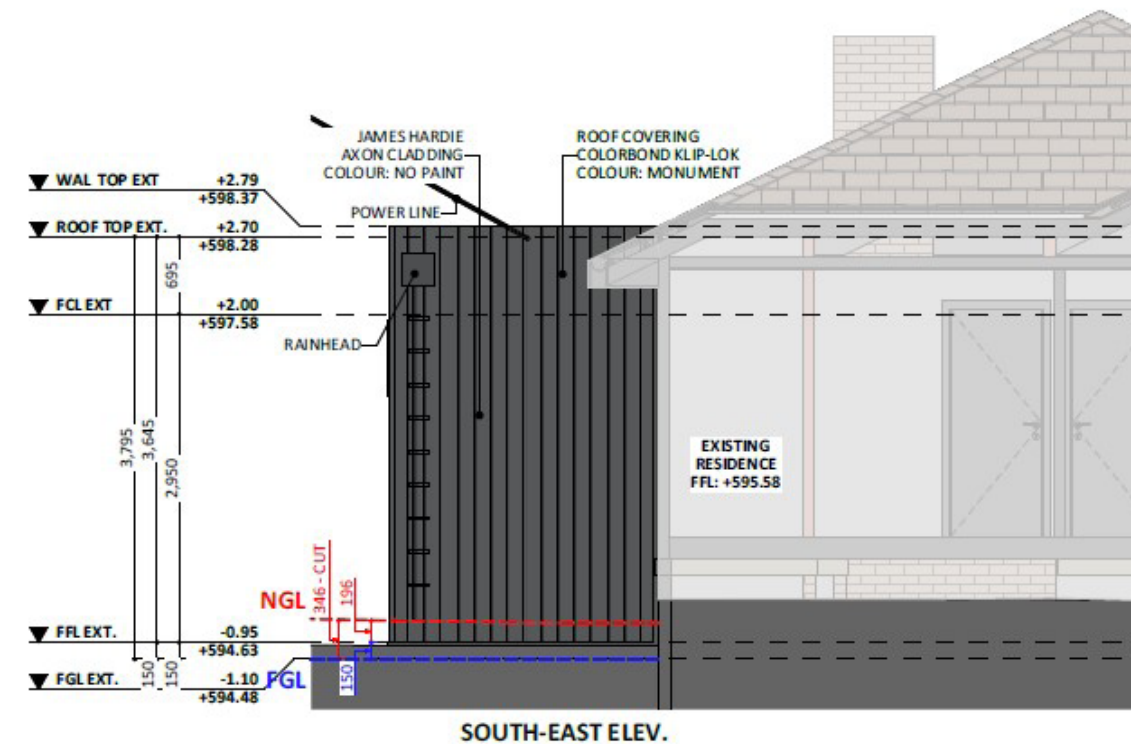 JAMES HARDIE
AXON CLADDING
COLOUR: NO PAINT
ROOF COVERING
COLORBOND KLIP-LOK
COLOUR: MONUMENT
POWER LINE
WAL TOP EXT +2.79
+598.37
ROOF TOP EXT. +2.70
+598.28
695
FCL EXT +2.00
+597.58
RAINHEAD
3,795
3,645
2,950
EXISTING
RESIDENCE
FFL: +595.58
346 - CUT
196
NGL
FFL EXT. -0.95
+594.63
150
150
FGL
150
FGL EXT. -1.10
+594.48
SOUTH-EAST ELEV.